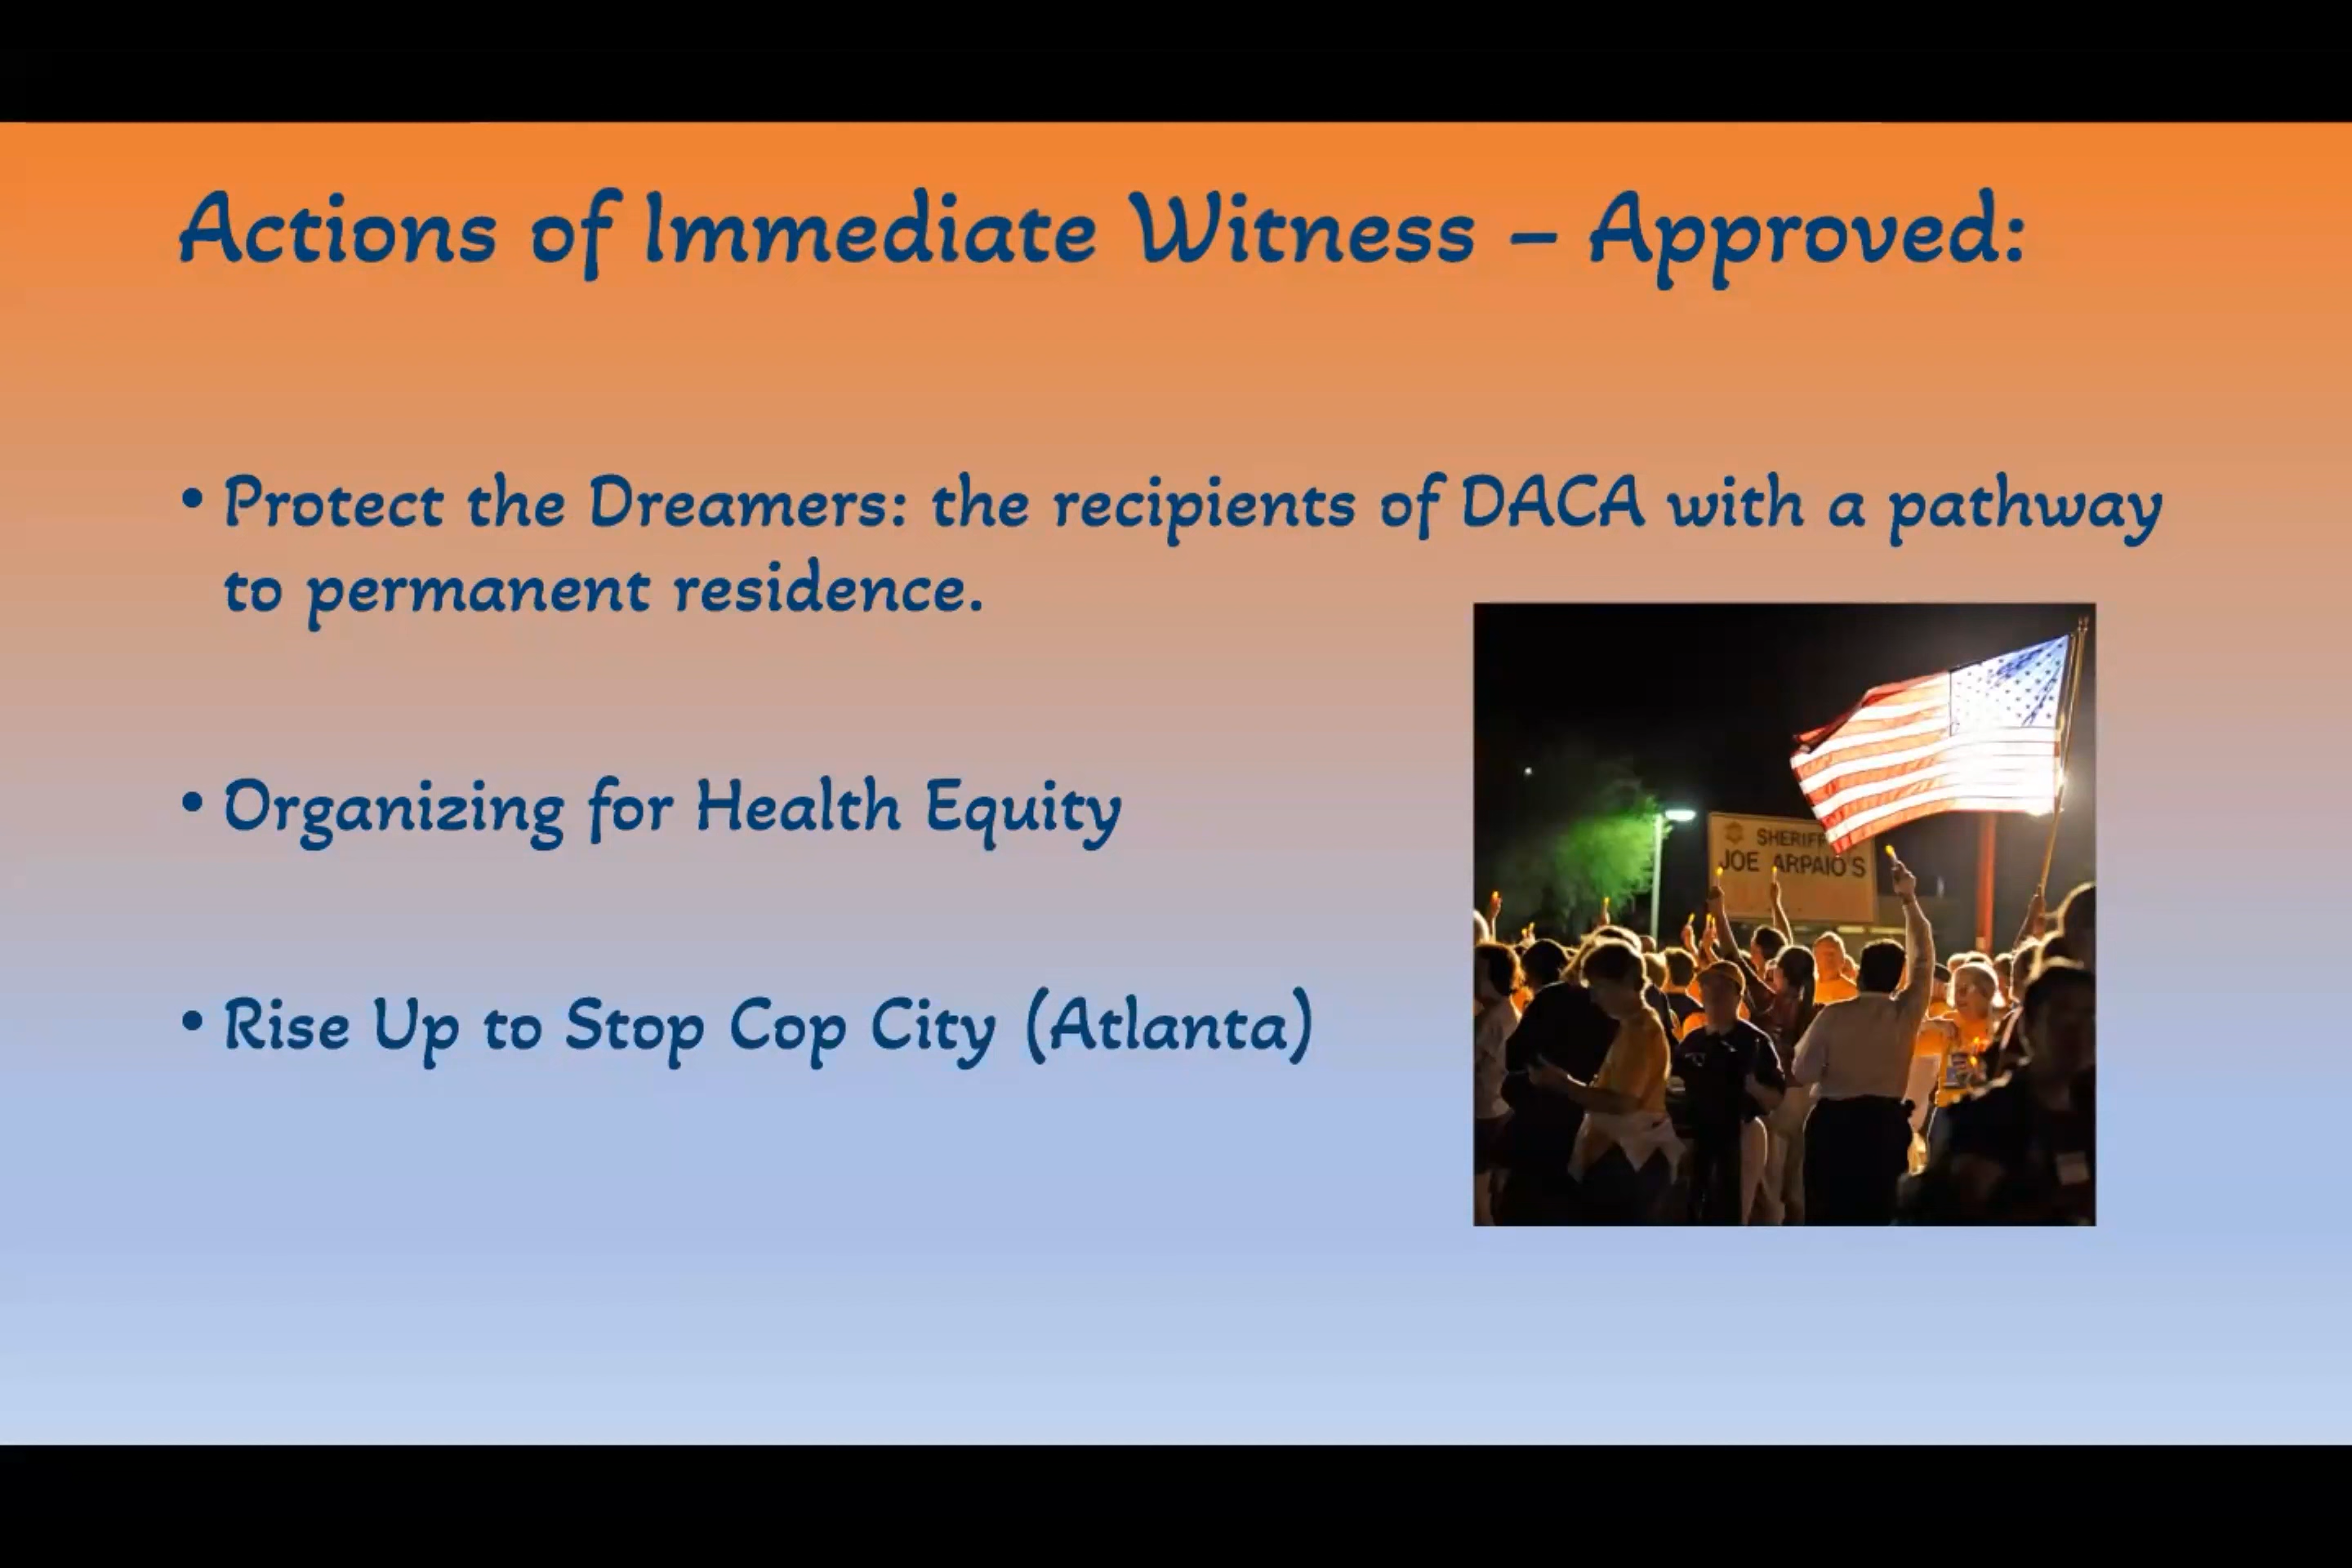 Actions of Immediate Witness – Approved:
• Protect the Dreamers: the recipients of DACA with a pathway
to permanent residence.
• Organizing for Health Equity
• Rise Up to Stop Cop City (Atlanta)
SHERIFF
JOE ARPAIO'S